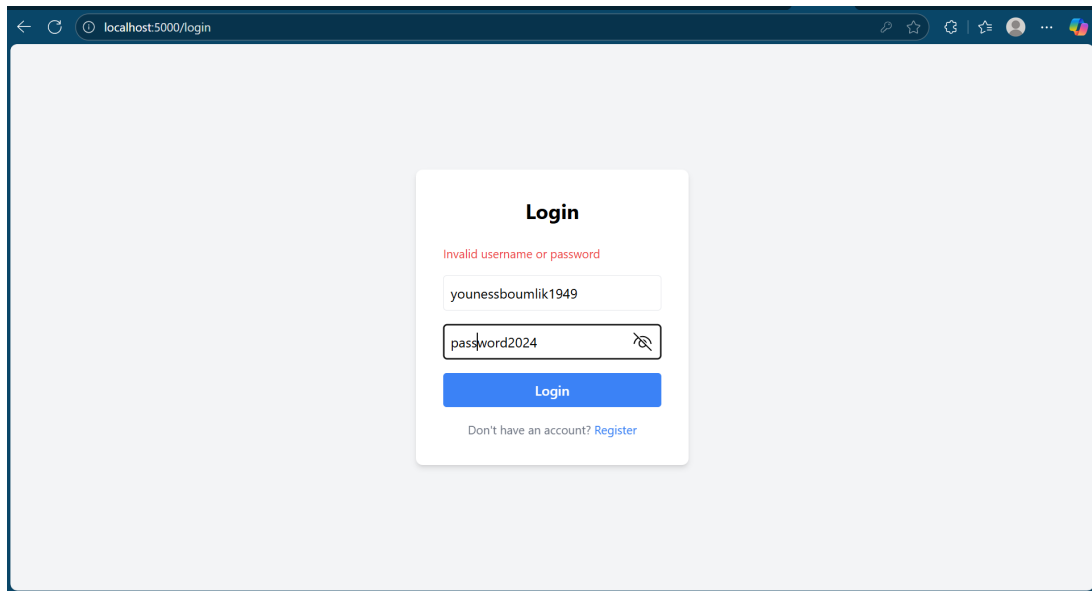 localhost:5000/login
Login
Invalid username or password
younessboumlik1949
password2024
Login
Don't have an account? Register